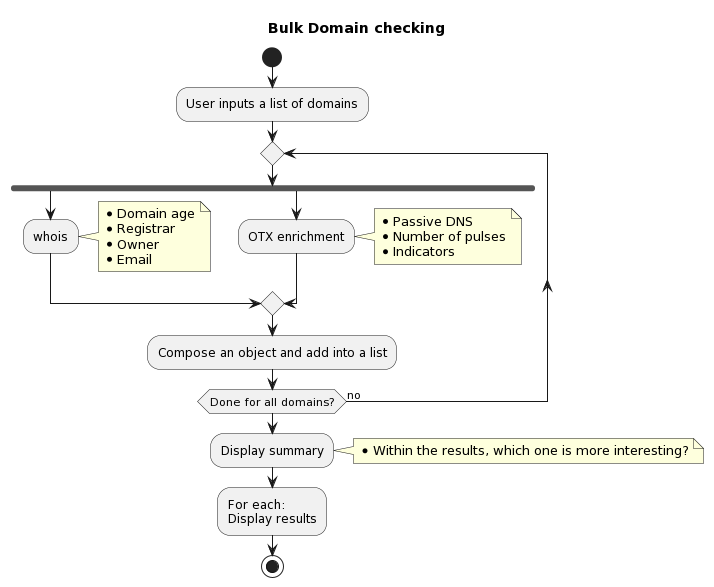 Bulk Domain checking
User inputs a list of domains
whois
• Domain age
• Registrar
• Owner
• Email
OTX enrichment
• Passive DNS
• Number of pulses
• Indicators
Compose an object and add into a list
Done for all domains?
no
Display summary
• Within the results, which one is more interesting?
For each:
Display results